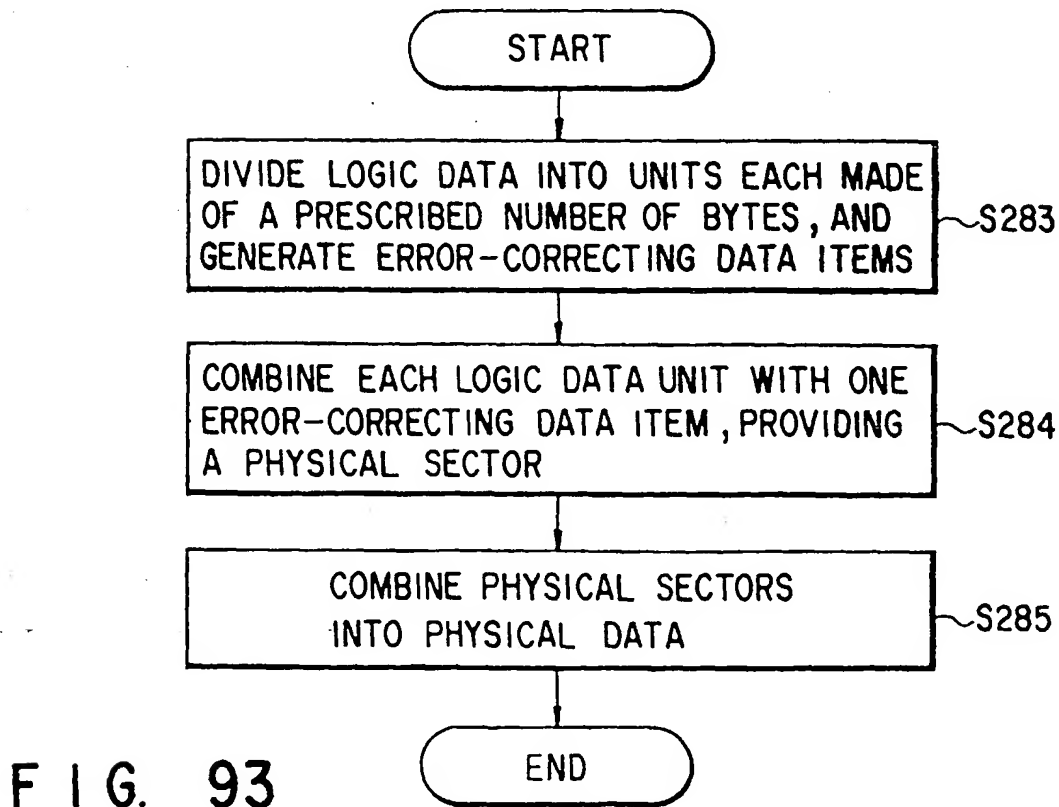 START
DIVIDE LOGIC DATA INTO UNITS EACH MADE
OF A PRESCRIBED NUMBER OF BYTES, AND
GENERATE ERROR-CORRECTING DATA ITEMS
S283
COMBINE EACH LOGIC DATA UNIT WITH ONE
ERROR-CORRECTING DATA ITEM, PROVIDING
A PHYSICAL SECTOR
S284
COMBINE PHYSICAL SECTORS
INTO PHYSICAL DATA
S285
END
FIG. 93